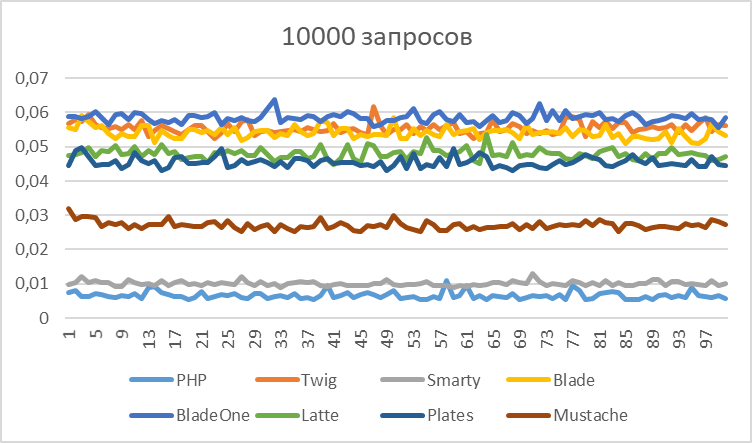 10000 запросов
0,07
0,06
0,05
0,04
0,03
0,02
0,01
0
1 5 9 13 17 21 25 29 33 37 41 45 49 53 57 61 65 69 73 77 81 85 89 93 97
PHP Twig Smarty Blade
BladeOne Latte Plates Mustache